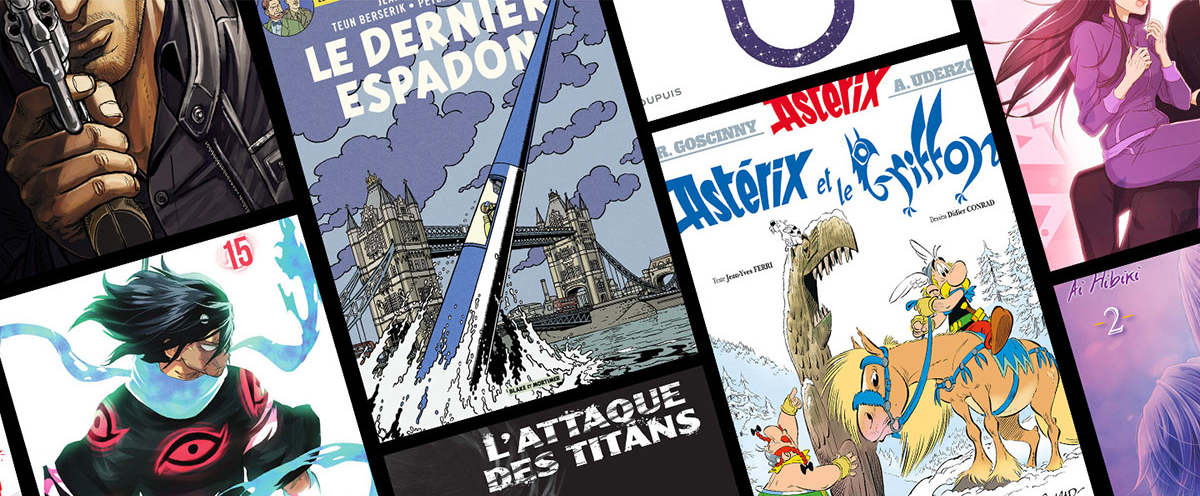 TEUN BERSERIK
LE DERNIER
ESPADON
BLAKE ET MORTIMER
15
L'ATTAQUE
DES TITANS
DUPUIS
R. GOSCINNY
Astérix
A. UDERZO
Astérix et le Griffon
Texte Jean-Yves FERRI
Dessins Didier CONRAD
Ai Hibiki
2